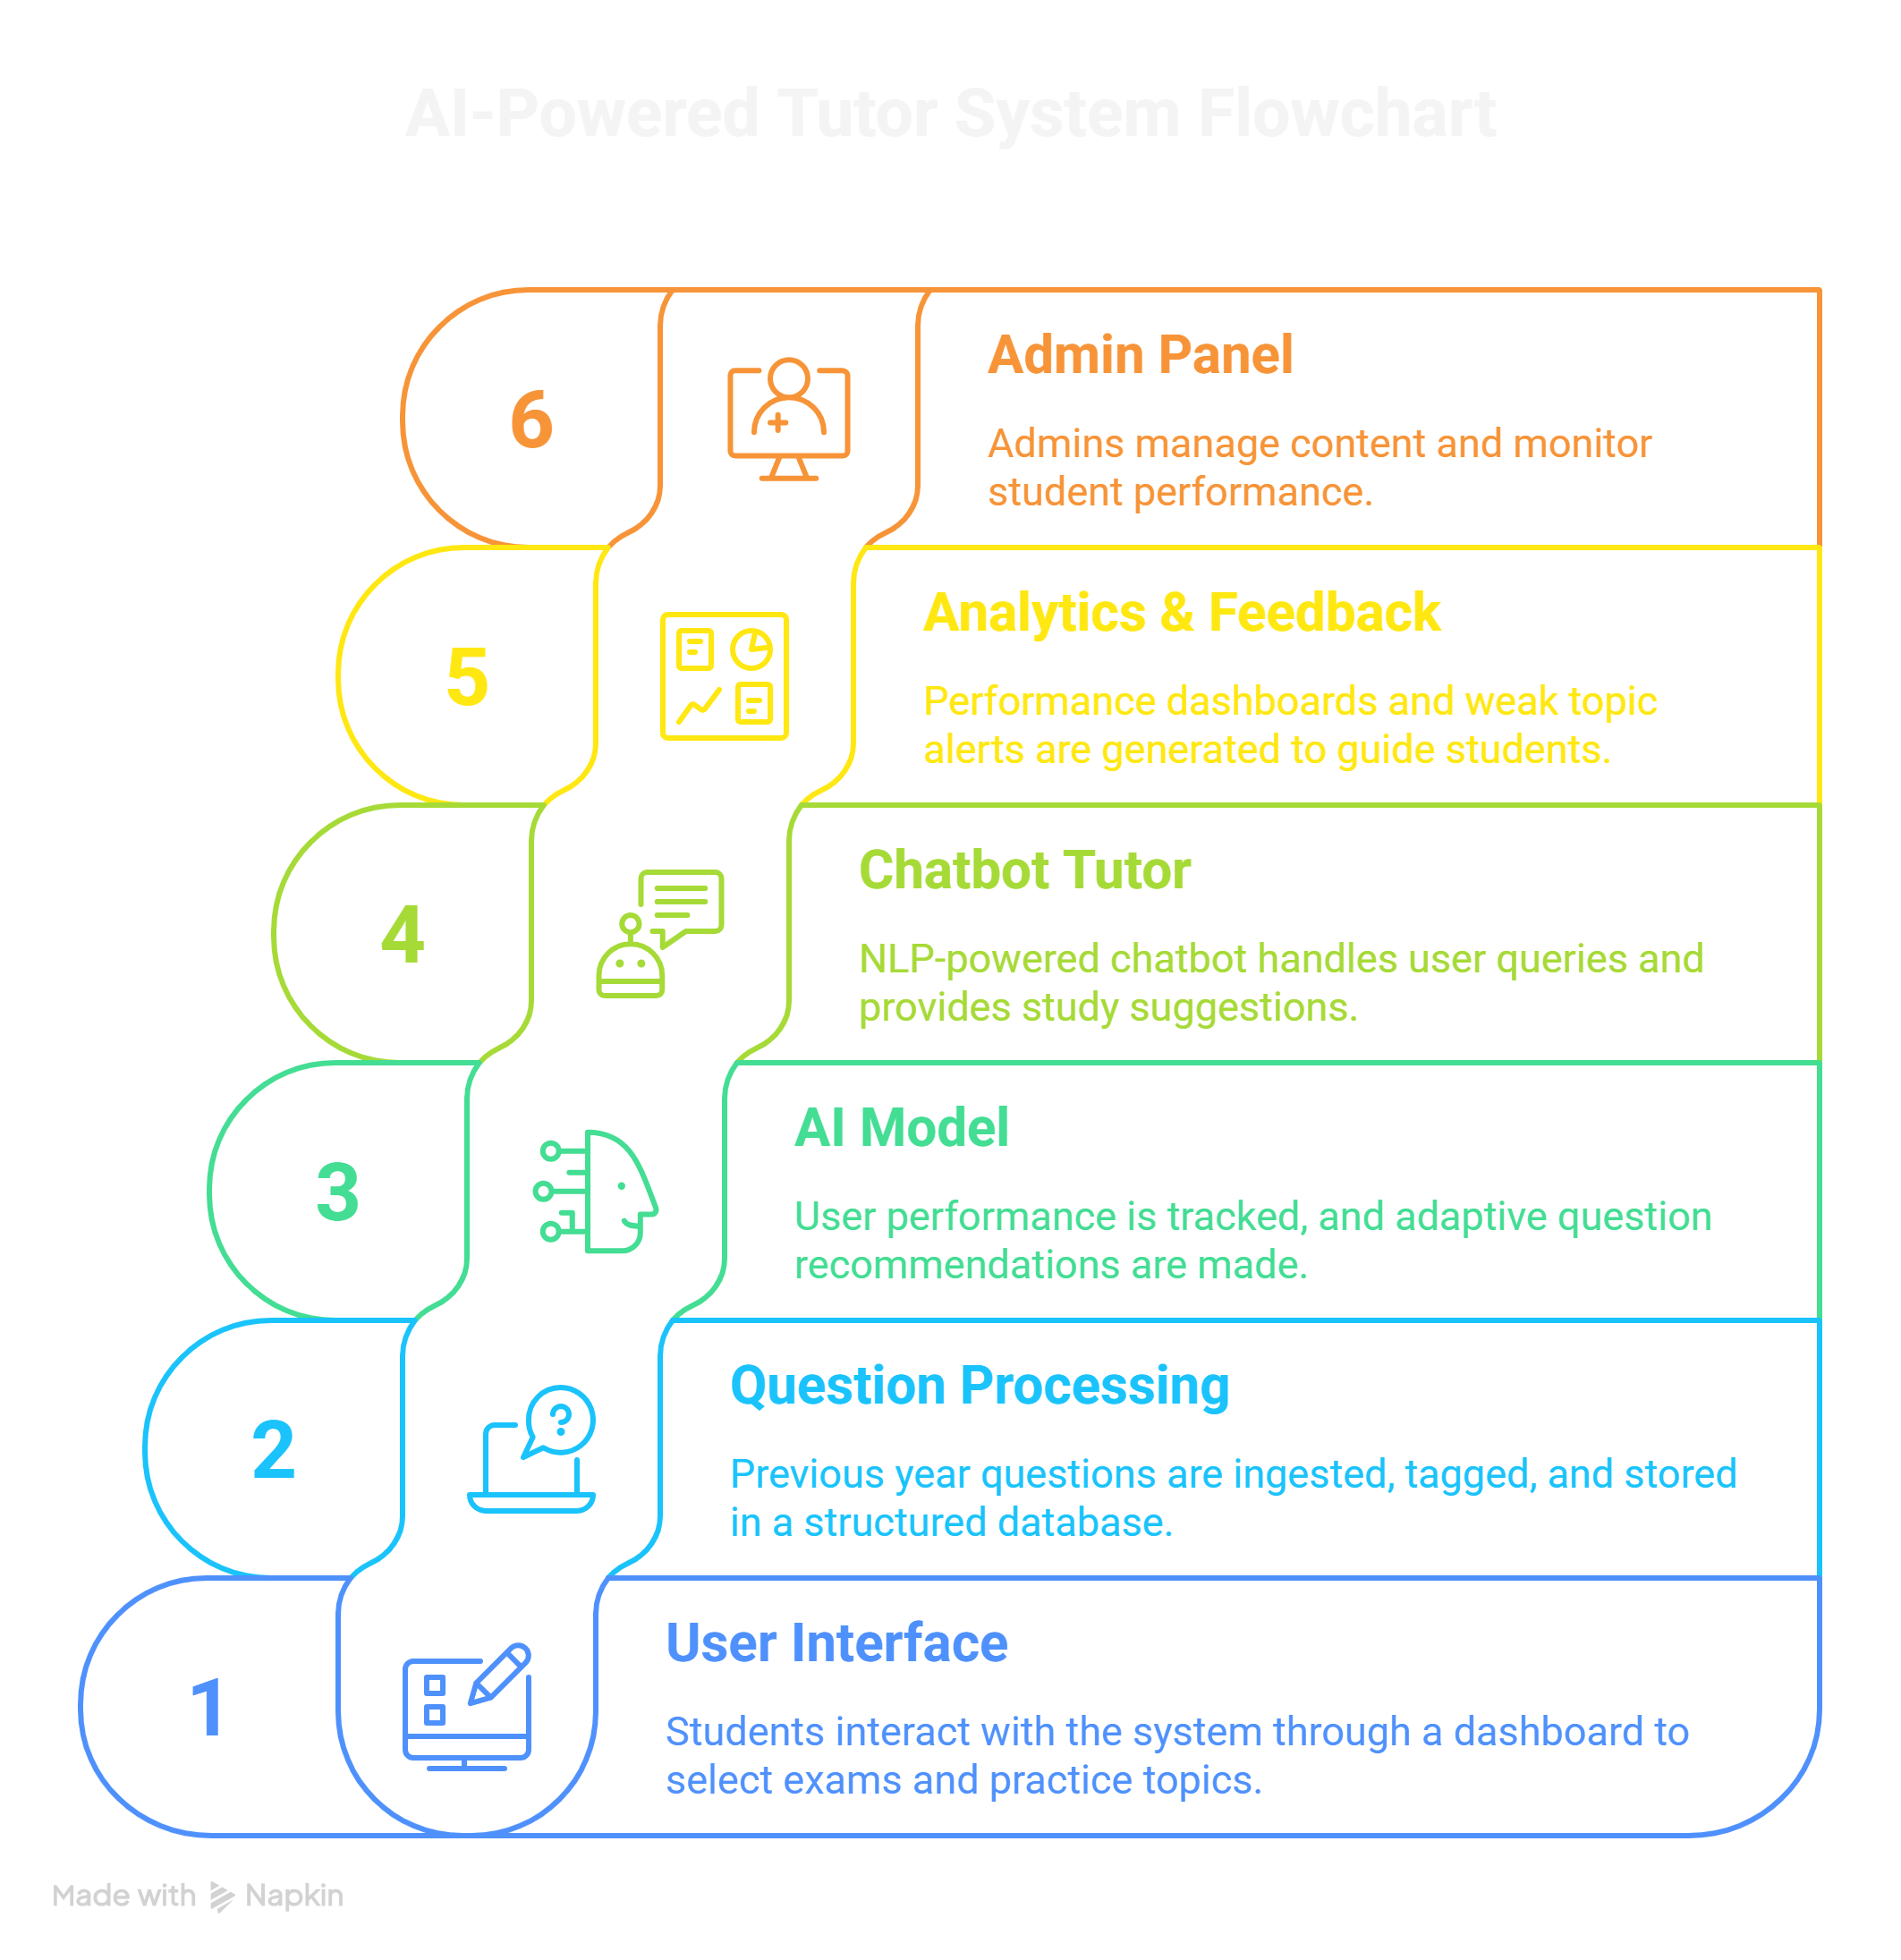 AI-Powered Tutor System Flowchart
6
Admin Panel
Admins manage content and monitor
student performance.
5
Analytics & Feedback
Performance dashboards and weak topic
alerts are generated to guide students.
4
Chatbot Tutor
NLP-powered chatbot handles user queries and
provides study suggestions.
3
AI Model
User performance is tracked, and adaptive question
recommendations are made.
2
?
Question Processing
Previous year questions are ingested, tagged, and stored
in a structured database.
1
User Interface
Students interact with the system through a dashboard to
select exams and practice topics.
Made with Napkin